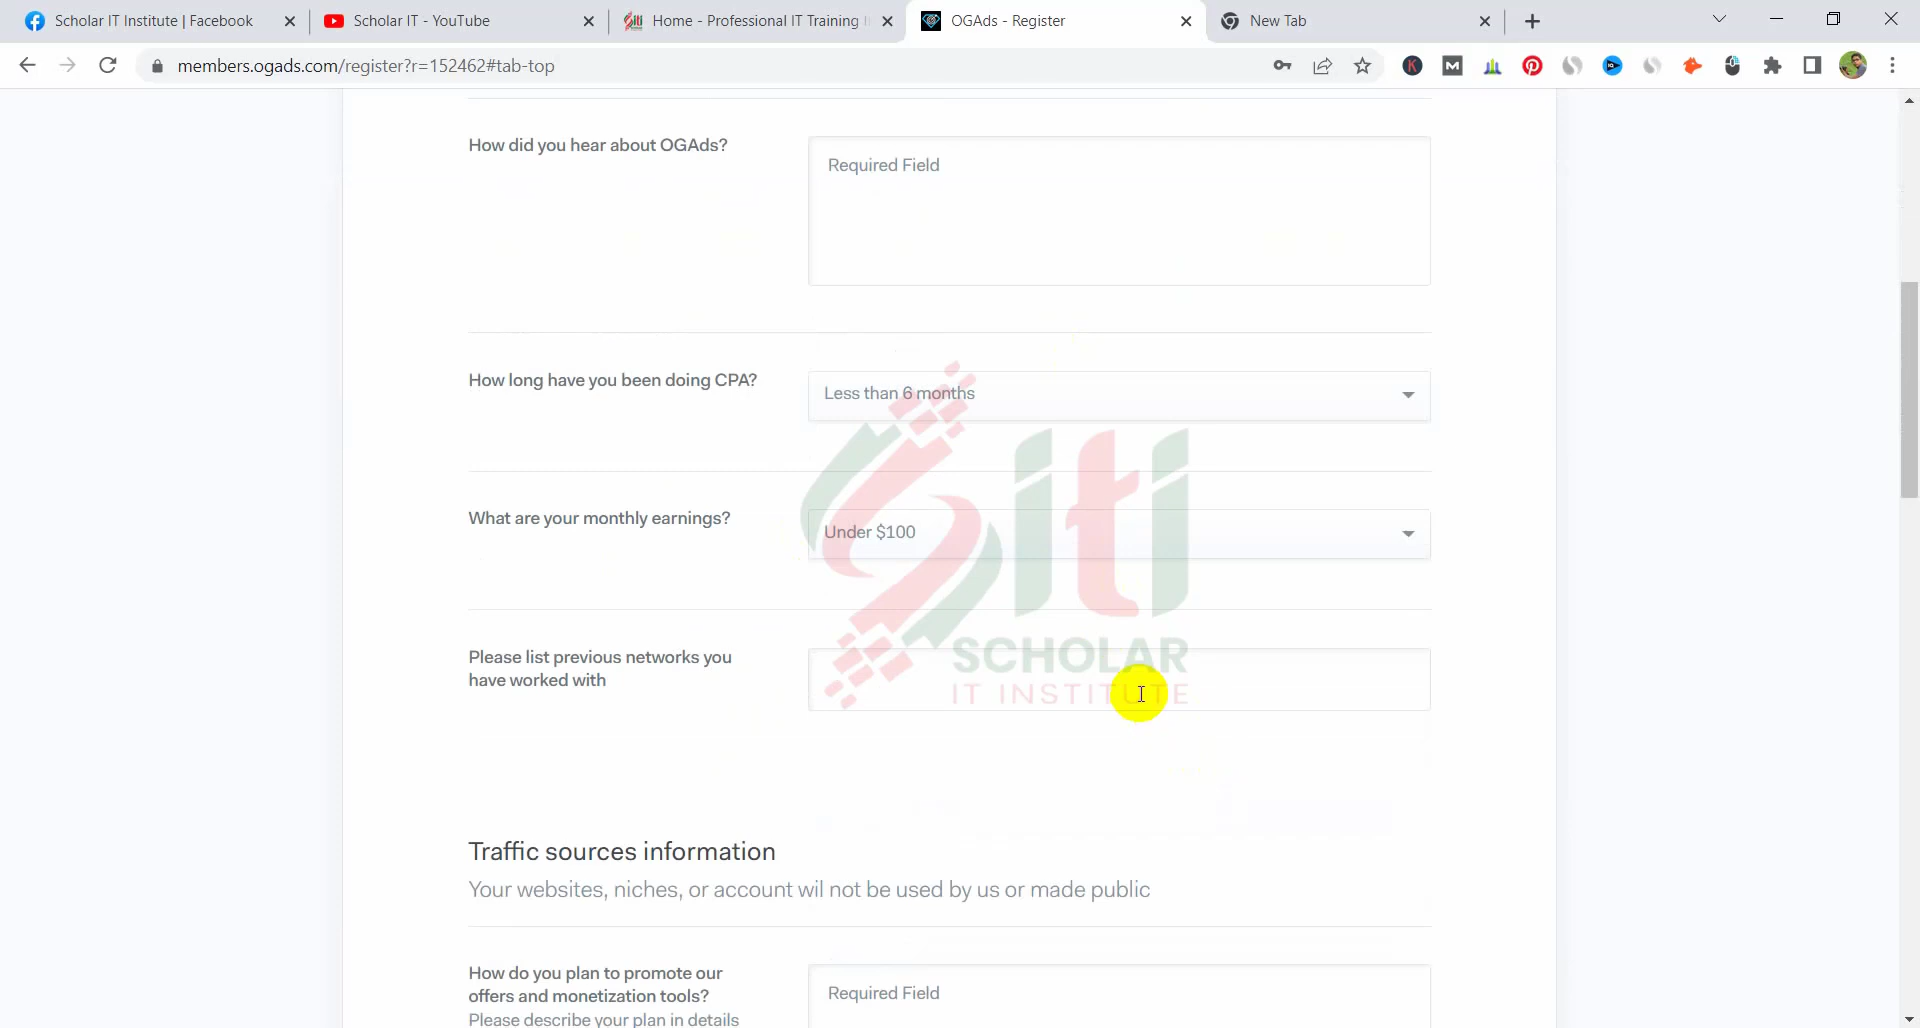 Scholar IT Institute | Facebook
Scholar IT - YouTube
Home - Professional IT Training
OGAds - Register
New Tab
members.ogads.com/register?r=152462#tab-top
How did you hear about OGAds?
Required Field
How long have you been doing CPA?
Less than 6 months
What are your monthly earnings?
Under $100
Please list previous networks you
have worked with
SCHOLAR
IT INSTITUTE
Traffic sources information
Your websites, niches, or account wil not be used by us or made public
How do you plan to promote our
offers and monetization tools?
Please describe your plan in details
Required Field